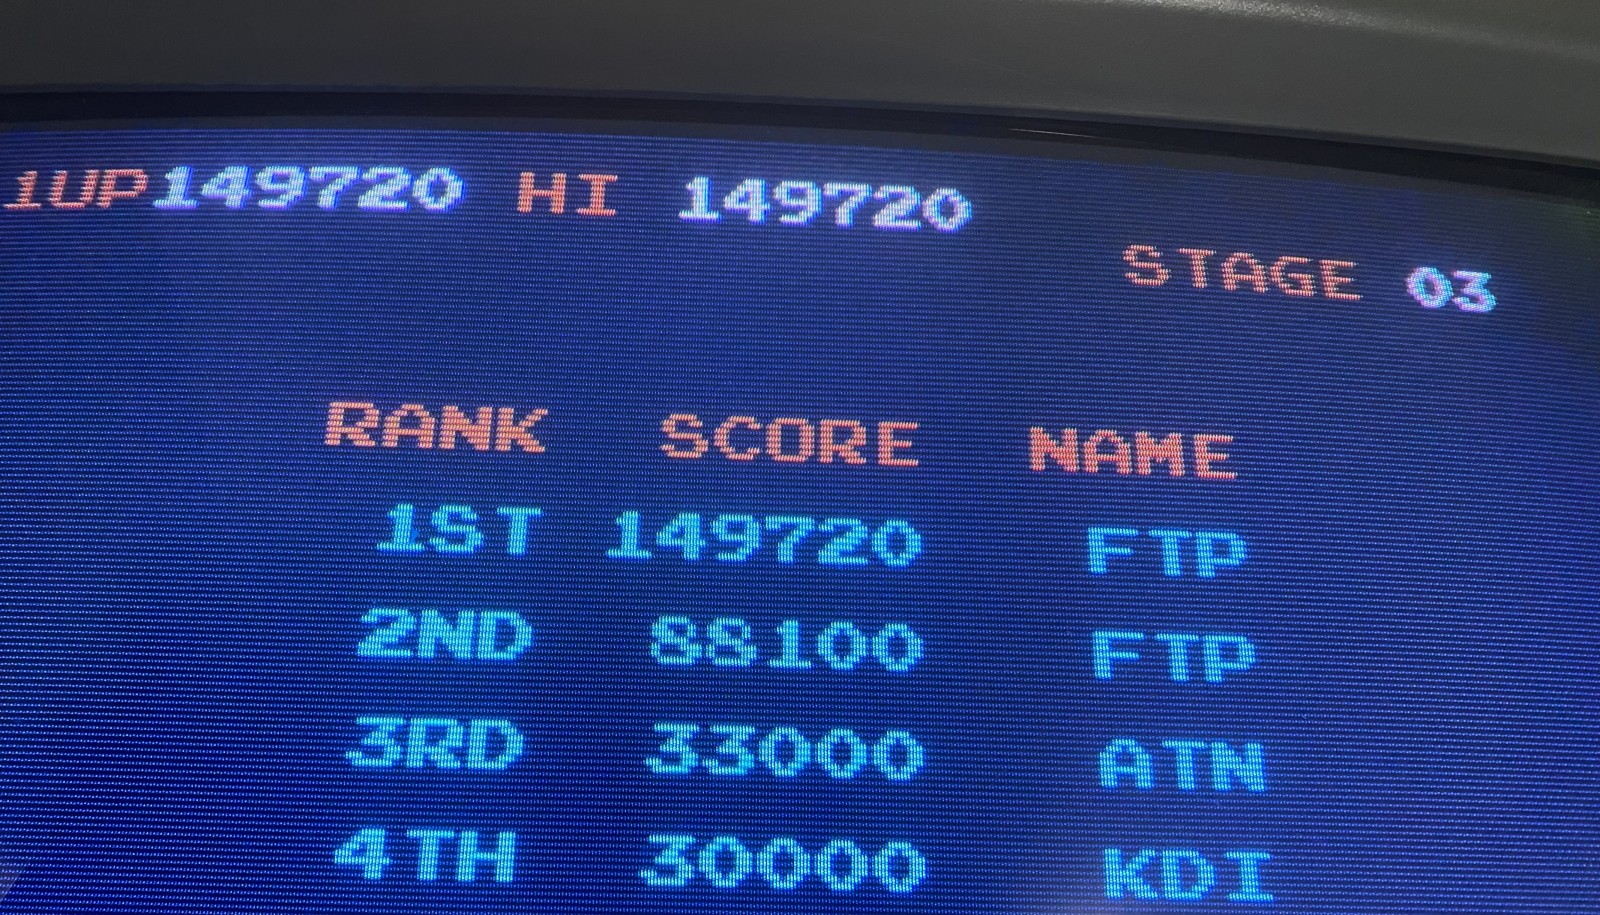 1UP149720 HI 149720
STAGE 03
RANK SCORE NAME
1ST 149720 FTP
2ND 88100 FTP
3RD 33000 ATN
4TH 30000 KDI